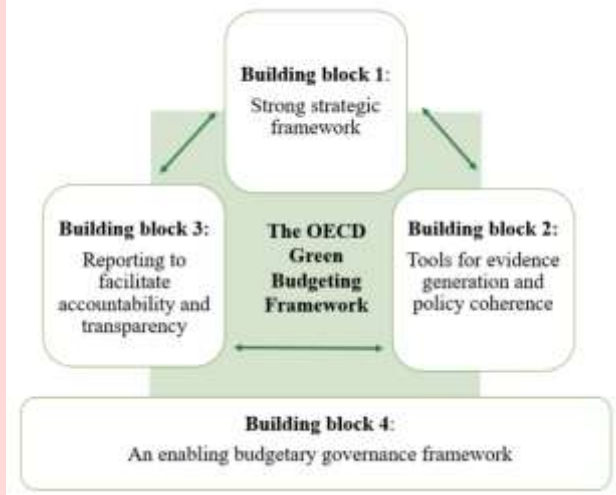 Building block 1:
Strong strategic
framework
Building block 3:
Reporting to
facilitate
accountability and
transparency
The OECD
Green
Budgeting
Framework
Building block 2:
Tools for evidence
generation and
policy coherence
Building block 4:
An enabling budgetary governance framework